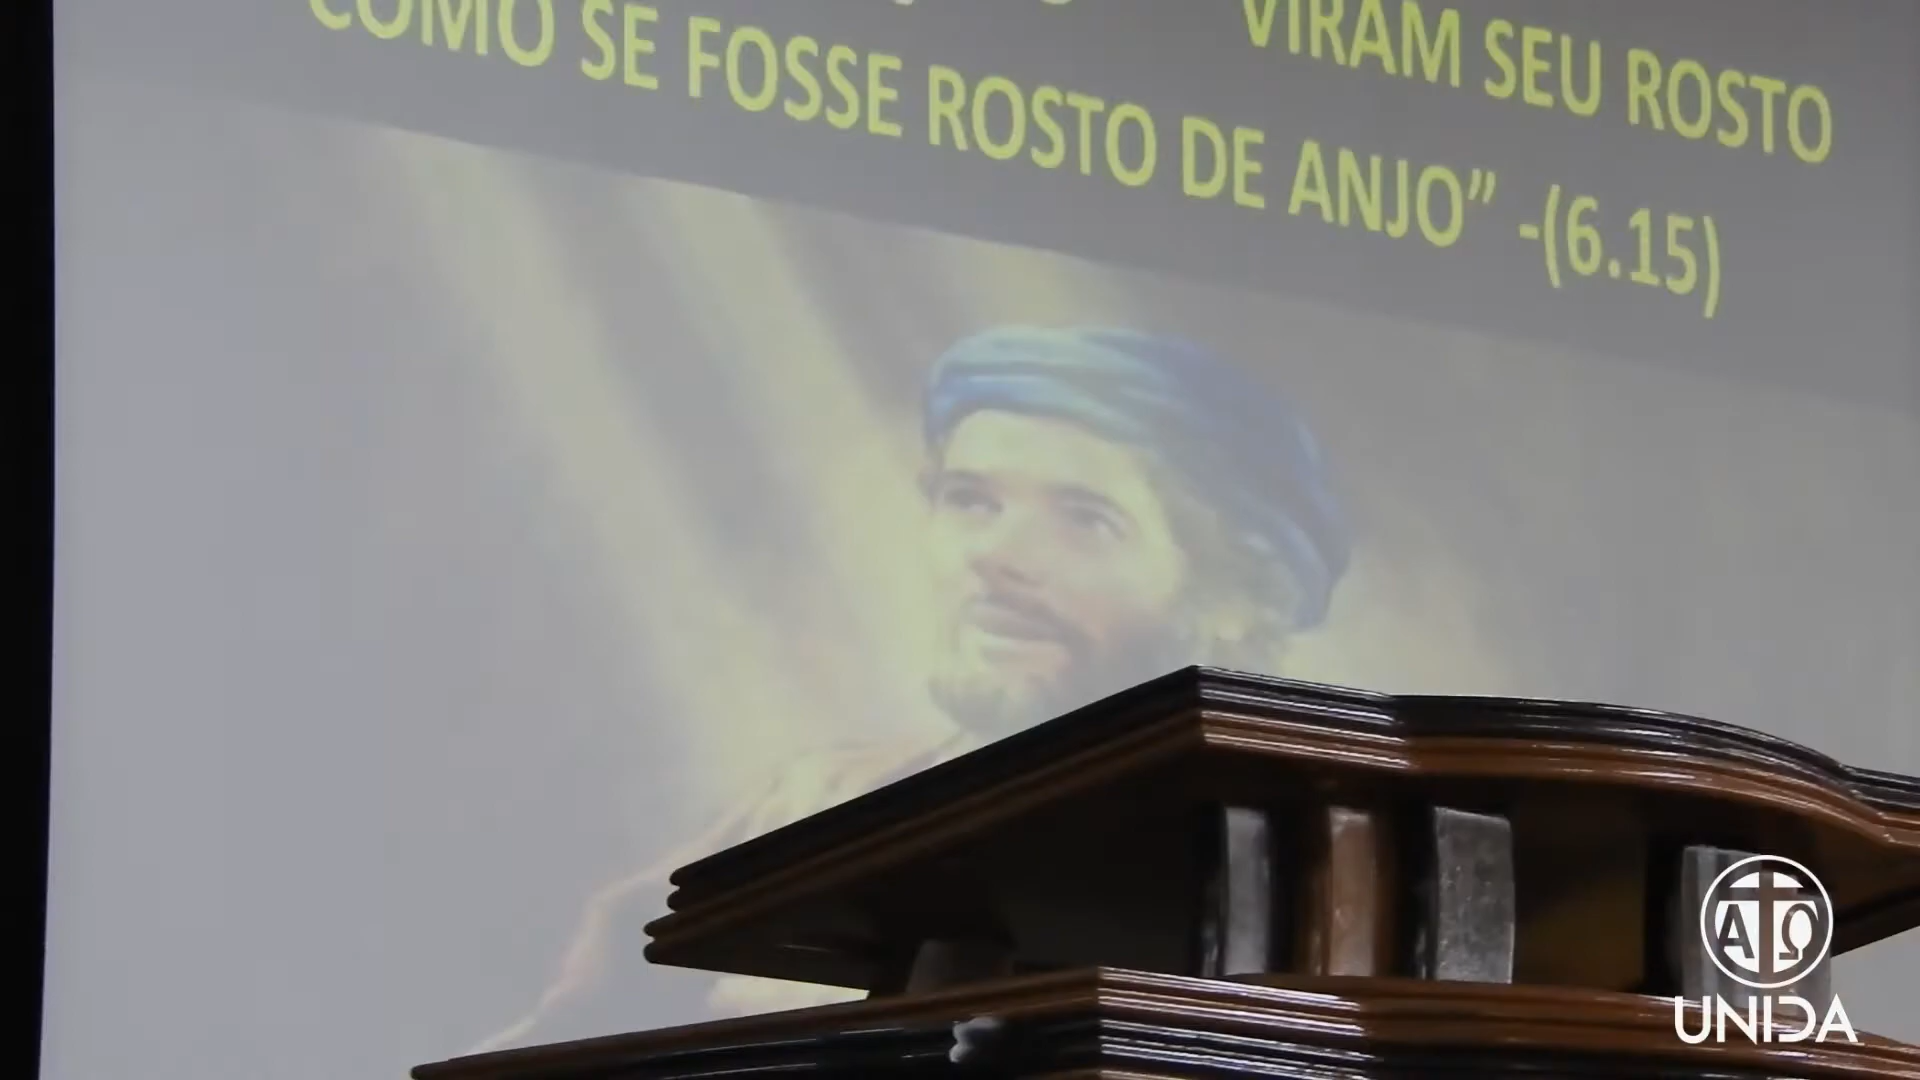 VIRAM SEU ROSTO
COMO SE FOSSE ROSTO DE ANJO” -(6.15)
Α Ω
UNIDA